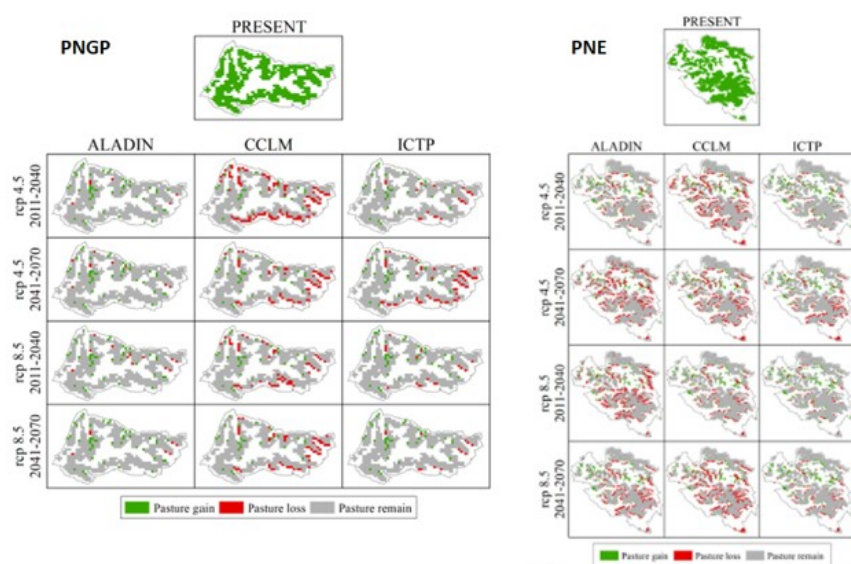 PNGP
PRESENT
ALADIN CCLM ICTP
rcp 4.5
2011-2040
rcp 4.5
2041-2070
rcp 8.5
2011-2040
rcp 8.5
2041-2070
Pasture gain Pasture loss Pasture remain
PNE
PRESENT
ALADIN CCLM ICTP
rcp 4.5
2011-2040
rcp 4.5
2041-2070
rcp 8.5
2011-2040
rcp 8.5
2041-2070
Pasture gain Pasture loss Pasture remain